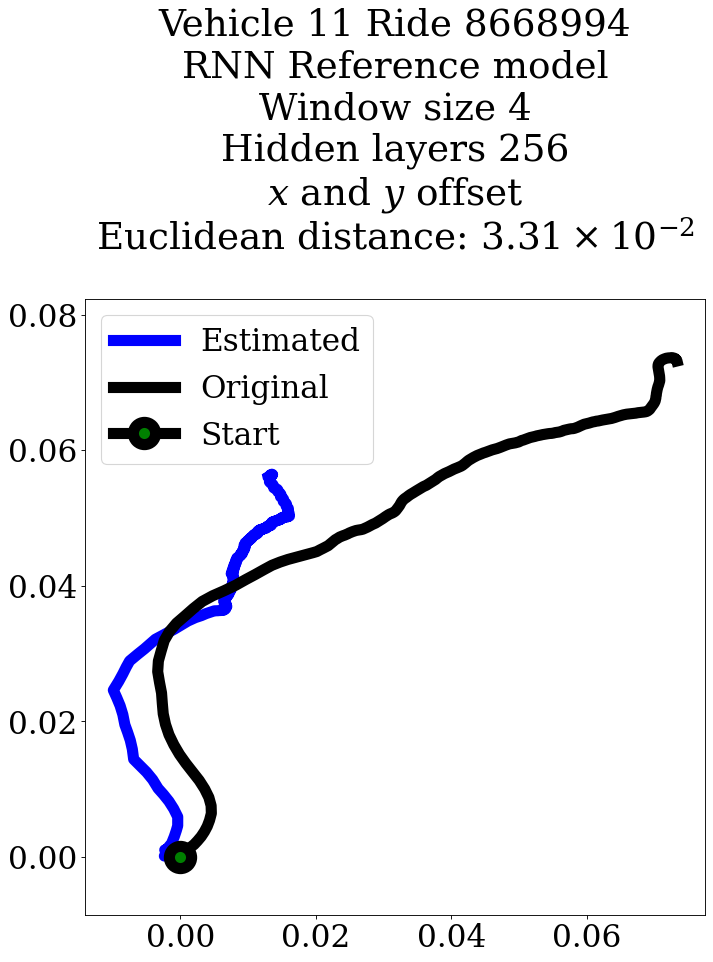 Vehicle 11 Ride 8668994
RNN Reference model
Window size 4
Hidden layers 256
x and y offset
Euclidean distance: 3.31 × 10⁻²
0.08
Estimated
Original
Start
0.06
0.04
0.02
0.00
0.00 0.02 0.04 0.06